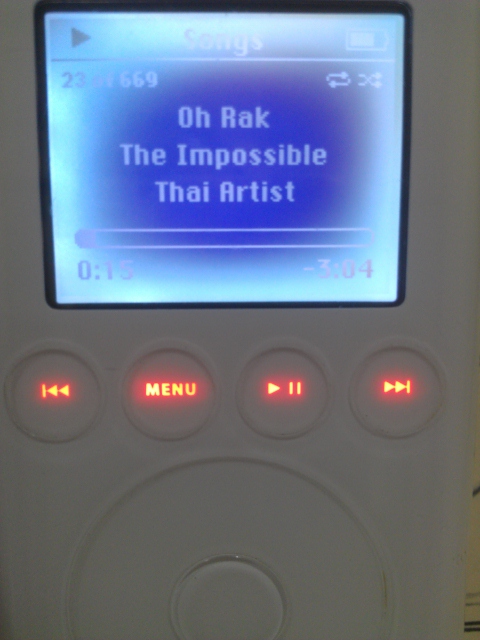 Songs
23 of 669
Oh Rak
The Impossible
Thai Artist
0:15 -3:04
MENU